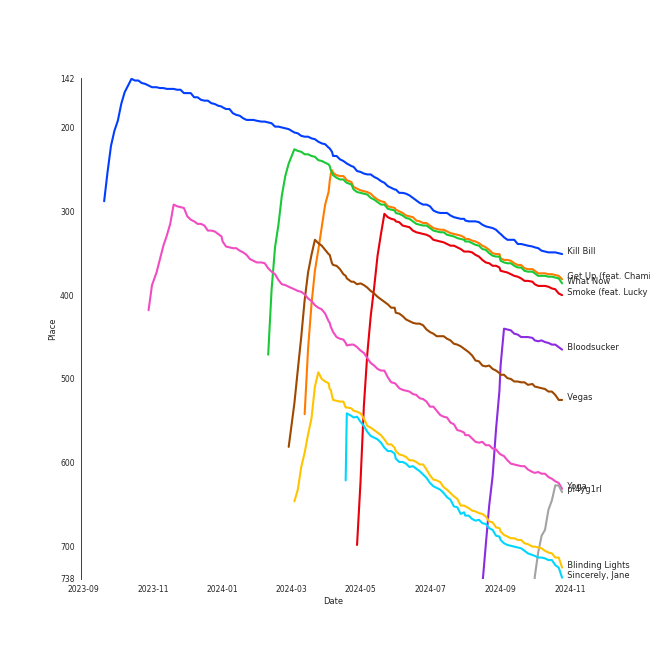 142
200
300
400
500
600
700
738
Place
2023-09
2023-11
2024-01
2024-03
2024-05
2024-07
2024-09
2024-11
Date
Kill Bill
Get Up (feat. Chami
What Now
Smoke (feat. Lucky
Bloodsucker
Vegas
pr4yg1rl
Blinding Lights
Sincerely, Jane